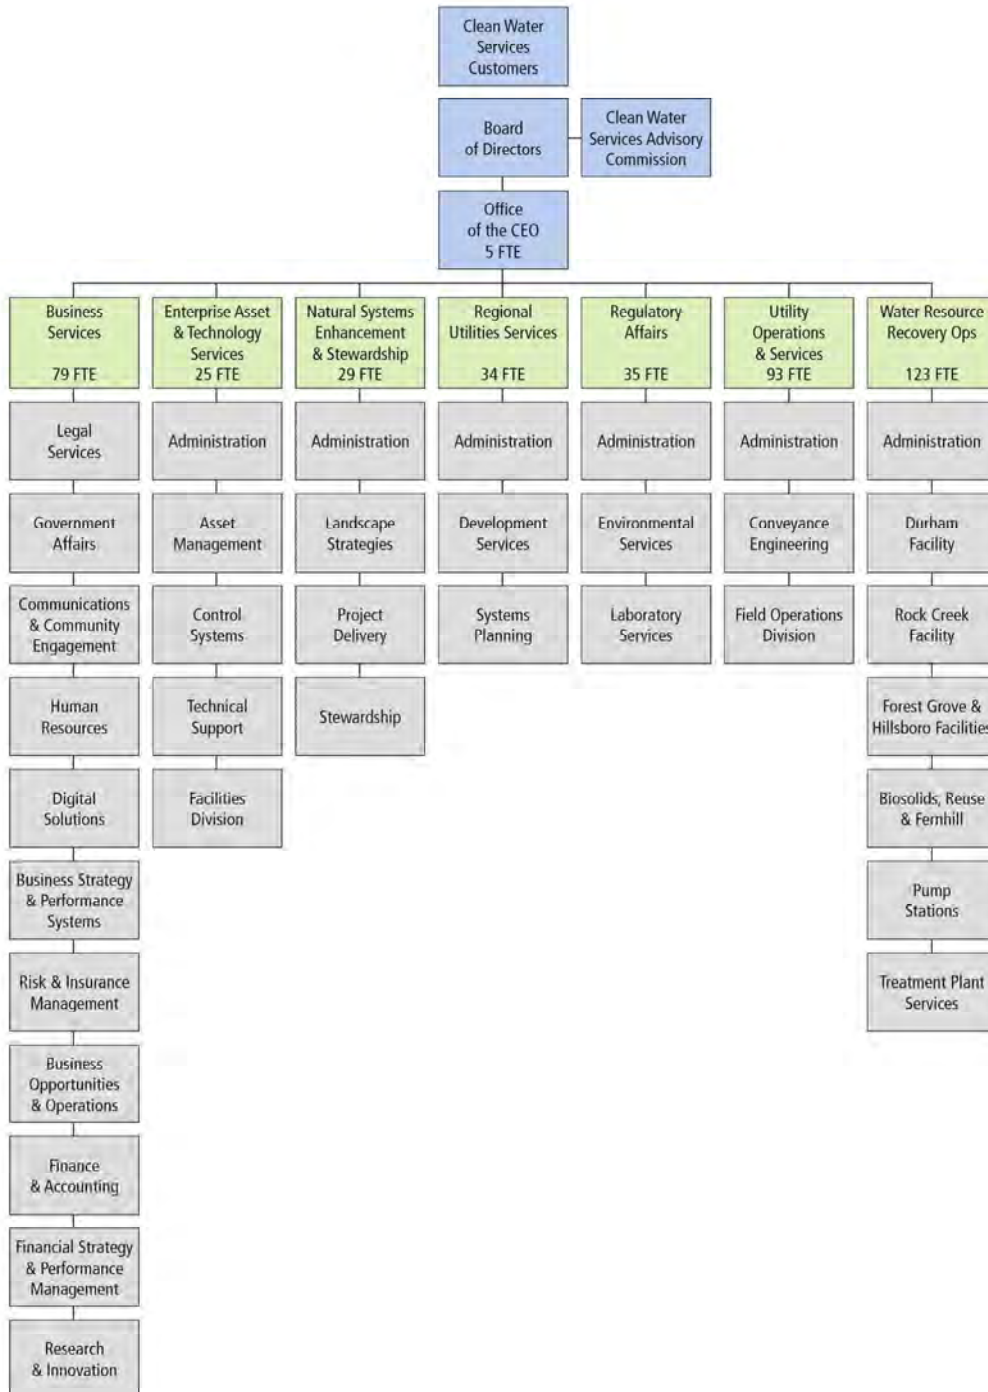 Clean Water
Services
Customers
Board
of Directors
Clean Water
Services Advisory
Commission
Office
of the CEO
5 FTE
Business
Services
79 FTE
Enterprise Asset
& Technology
Services
25 FTE
Natural Systems
Enhancement
& Stewardship
29 FTE
Regional
Utilities Services
34 FTE
Regulatory
Affairs
35 FTE
Utility
Operations
& Services
93 FTE
Water Resource
Recovery Ops
123 FTE
Legal
Services
Government
Affairs
Communications
& Community
Engagement
Human
Resources
Digital
Solutions
Business Strategy
& Performance
Systems
Risk & Insurance
Management
Business
Opportunities
& Operations
Finance
& Accounting
Financial Strategy
& Performance
Management
Research
& Innovation
Administration
Asset
Management
Control
Systems
Technical
Support
Facilities
Division
Administration
Landscape
Strategies
Project
Delivery
Stewardship
Administration
Development
Services
Systems
Planning
Administration
Environmental
Services
Laboratory
Services
Administration
Conveyance
Engineering
Field Operations
Division
Administration
Durham
Facility
Rock Creek
Facility
Forest Grove &
Hillsboro Facilities
Biosolids, Reuse
& Fernhill
Pump
Stations
Treatment Plant
Services